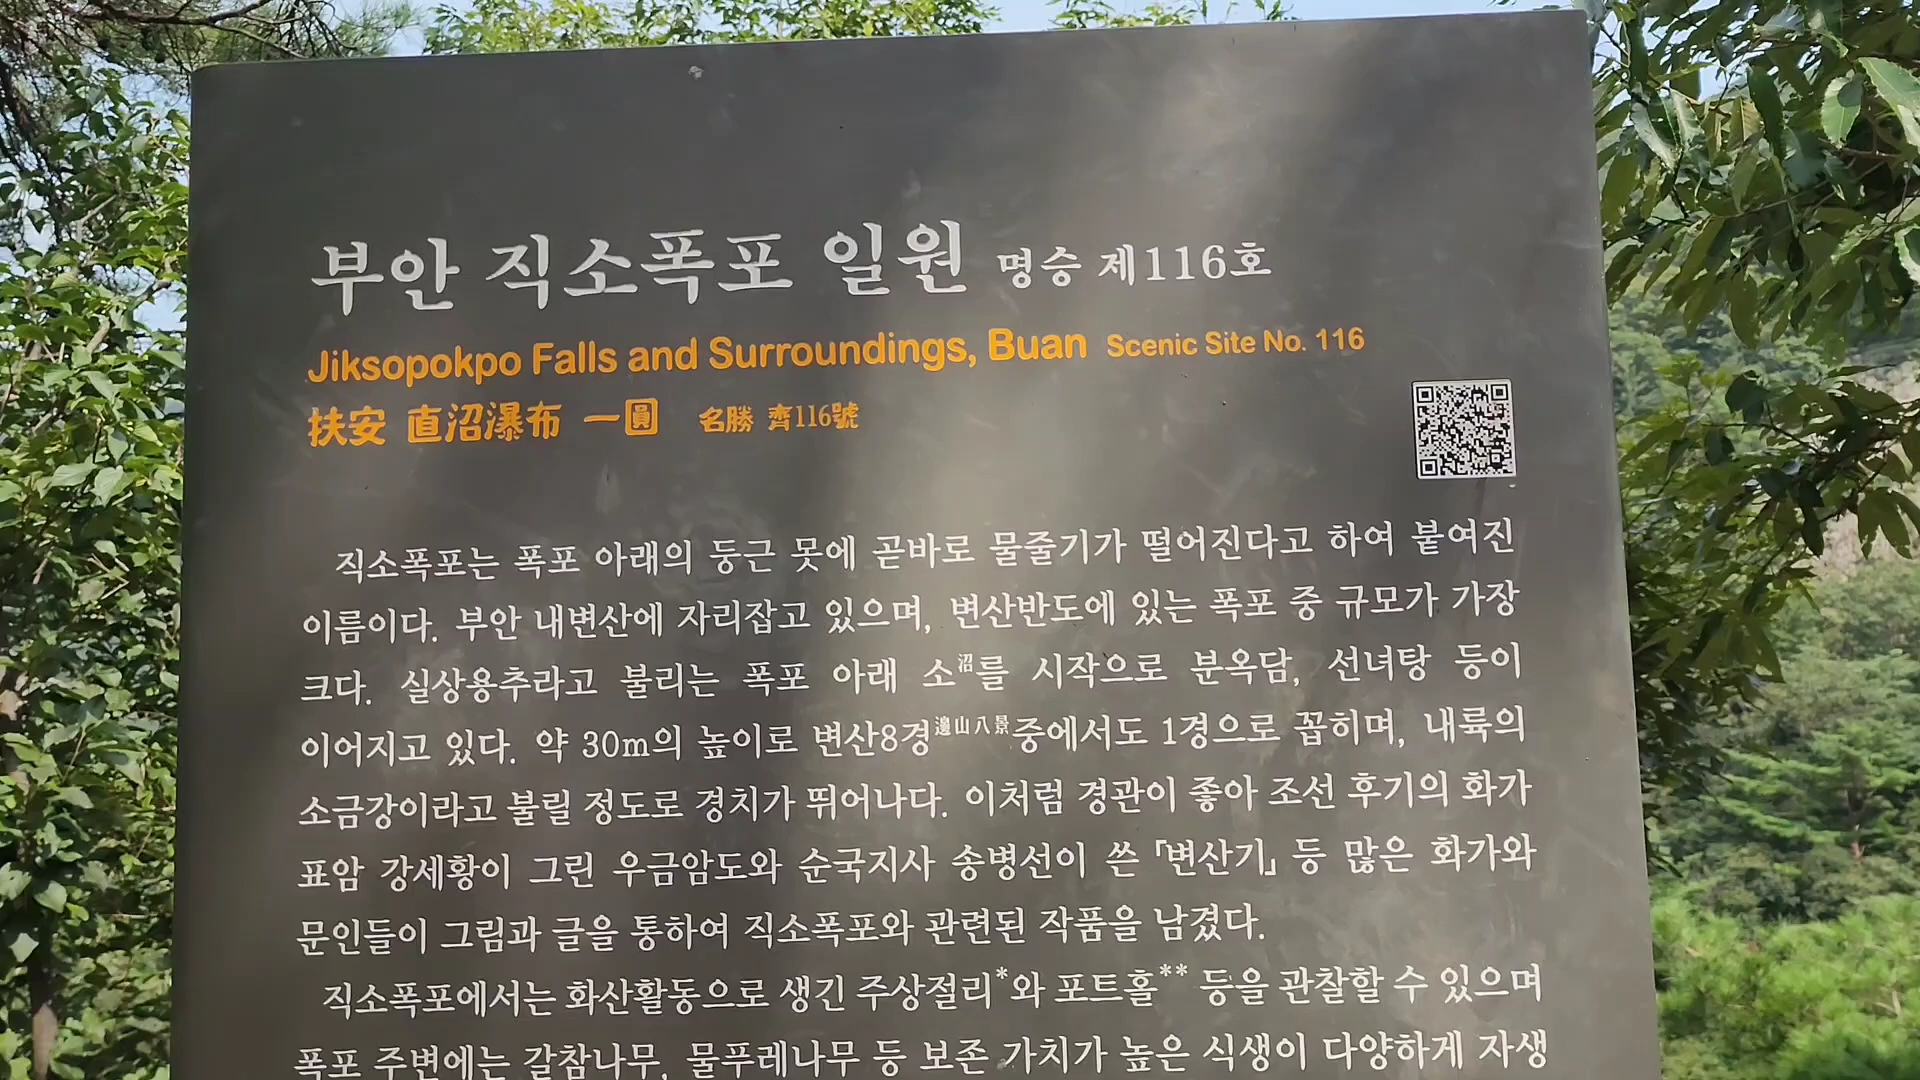 부안 직소폭포 일원 명승 제116호
Jiksopokpo Falls and Surroundings, Buan Scenic Site No. 116
扶安 直沼瀑布 一圓 名勝 齊116號
직소폭포는 폭포 아래의 둥근 못에 곧바로 물줄기가 떨어진다고 하여 붙여진
이름이다. 부안 내변산에 자리잡고 있으며, 변산반도에 있는 폭포 중 규모가 가장
크다. 실상용추라고 불리는 폭포 아래 소沼를 시작으로 분옥담, 선녀탕 등이
이어지고 있다. 약 30m의 높이로 변산8경邊山八景중에서도 1경으로 꼽히며, 내륙의
소금강이라고 불릴 정도로 경치가 뛰어나다. 이처럼 경관이 좋아 조선 후기의 화가
표암 강세황이 그린 우금암도와 순국지사 송병선이 쓴 「변산기」 등 많은 화가와
문인들이 그림과 글을 통하여 직소폭포와 관련된 작품을 남겼다.
직소폭포에서는 화산활동으로 생긴 주상절리*와 포트홀** 등을 관찰할 수 있으며
폭포 주변에는 갈참나무, 물푸레나무 등 보존 가치가 높은 식생이 다양하게 자생